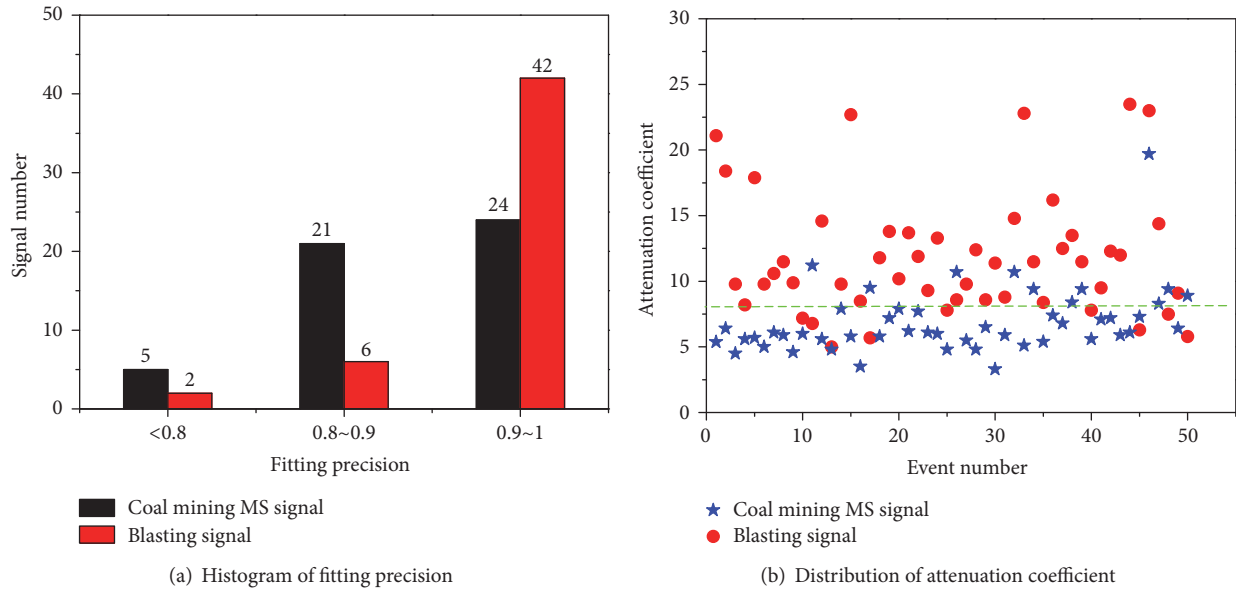 50
40
30
20
10
0
Signal number
5
2
21
6
24
42
<0.8
0.8~0.9
0.9~1
Fitting precision
Coal mining MS signal
Blasting signal
(a) Histogram of fitting precision
30
25
20
15
10
5
0
Attenuation coefficient
0
10
20
30
40
50
Event number
Coal mining MS signal
Blasting signal
(b) Distribution of attenuation coefficient